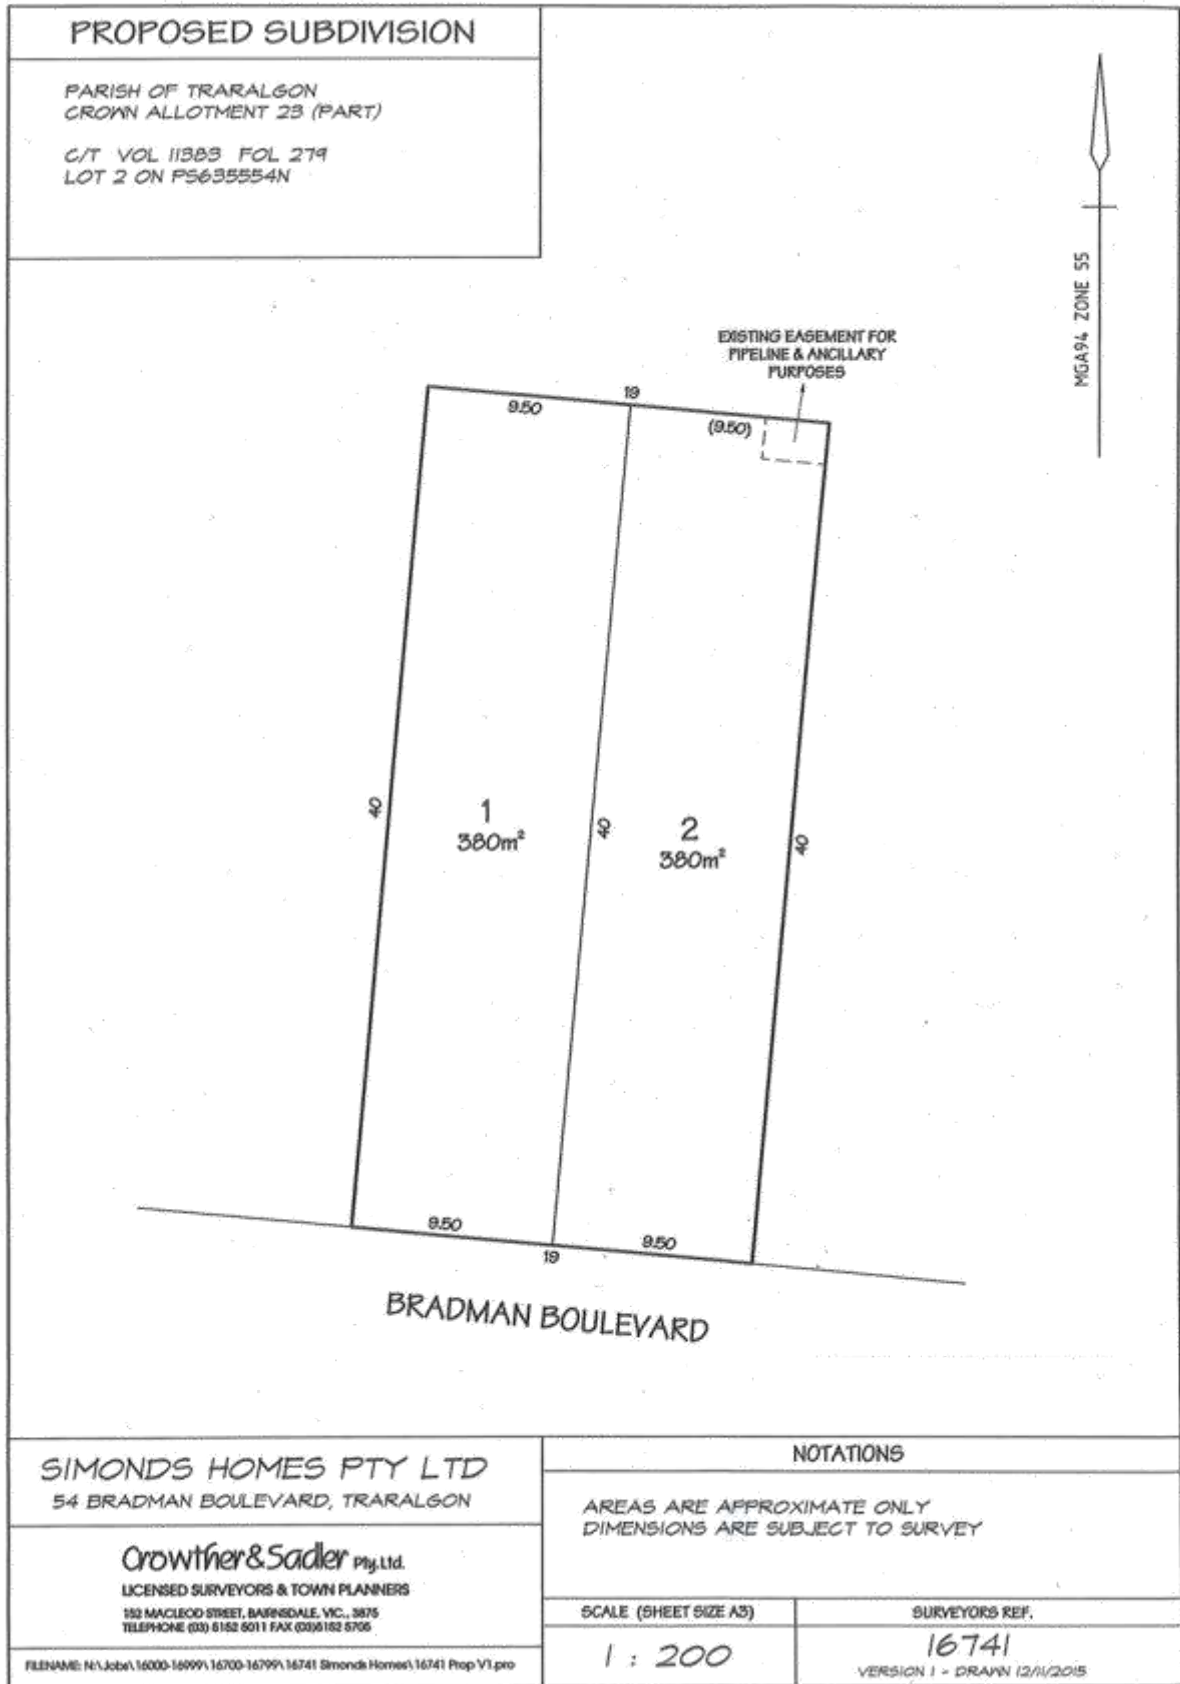 PROPOSED SUBDIVISION
PARISH OF TRARALGON
CROWN ALLOTMENT 23 (PART)
C/T VOL 11383 FOL 279
LOT 2 ON PS635554N
MGA94 ZONE 55
EXISTING EASEMENT FOR
PIPELINE & ANCILLARY
PURPOSES
19
9.50
(9.50)
40
1
380m²
40
2
380m²
40
9.50
9.50
19
BRADMAN BOULEVARD
SIMONDS HOMES PTY LTD
54 BRADMAN BOULEVARD, TRARALGON
Crowther&Sadler Pty.Ltd.
LICENSED SURVEYORS & TOWN PLANNERS
152 MACLEOD STREET, BAIRNSDALE, VIC., 3875
TELEPHONE (03) 5152 5011 FAX (03)5152 5705
FILENAME: N:\Jobs\16000-16999\16700-16799\16741 Simonds Homes\16741 Prop V1.pro
NOTATIONS
AREAS ARE APPROXIMATE ONLY
DIMENSIONS ARE SUBJECT TO SURVEY
SCALE (SHEET SIZE A3)
1 : 200
SURVEYORS REF.
16741
VERSION 1 - DRAWN 12/11/2015